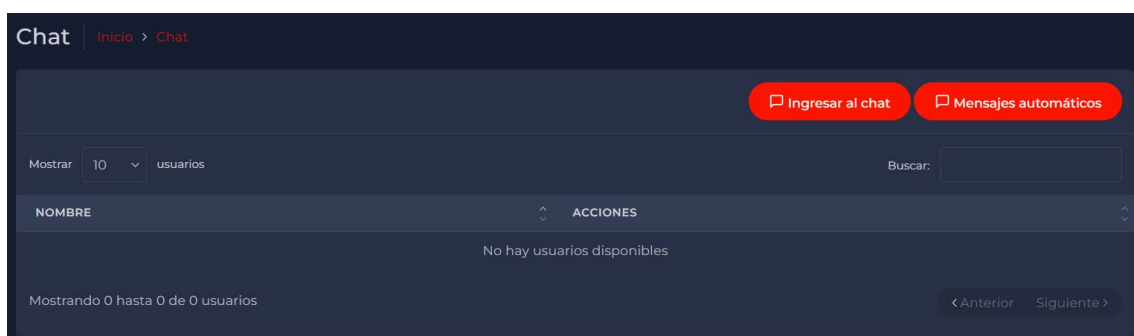 Chat Inicio > Chat
Ingresar al chat Mensajes automáticos
Mostrar 10 usuarios Buscar:
NOMBRE ACCIONES
No hay usuarios disponibles
Mostrando 0 hasta 0 de 0 usuarios <Anterior Siguiente>